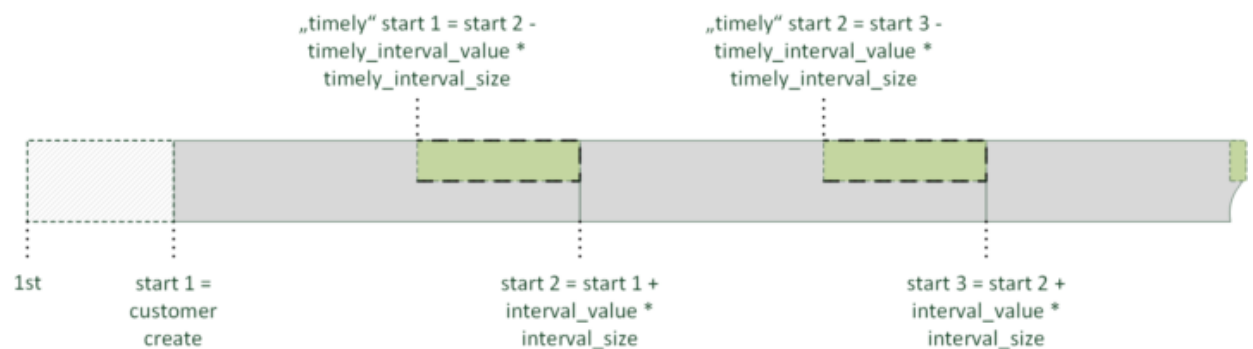 „timely“ start 1 = start 2 -
timely_interval_value *
timely_interval_size
„timely“ start 2 = start 3 -
timely_interval_value *
timely_interval_size
1st
start 1 =
customer
create
start 2 = start 1 +
interval_value *
interval_size
start 3 = start 2 +
interval_value *
interval_size